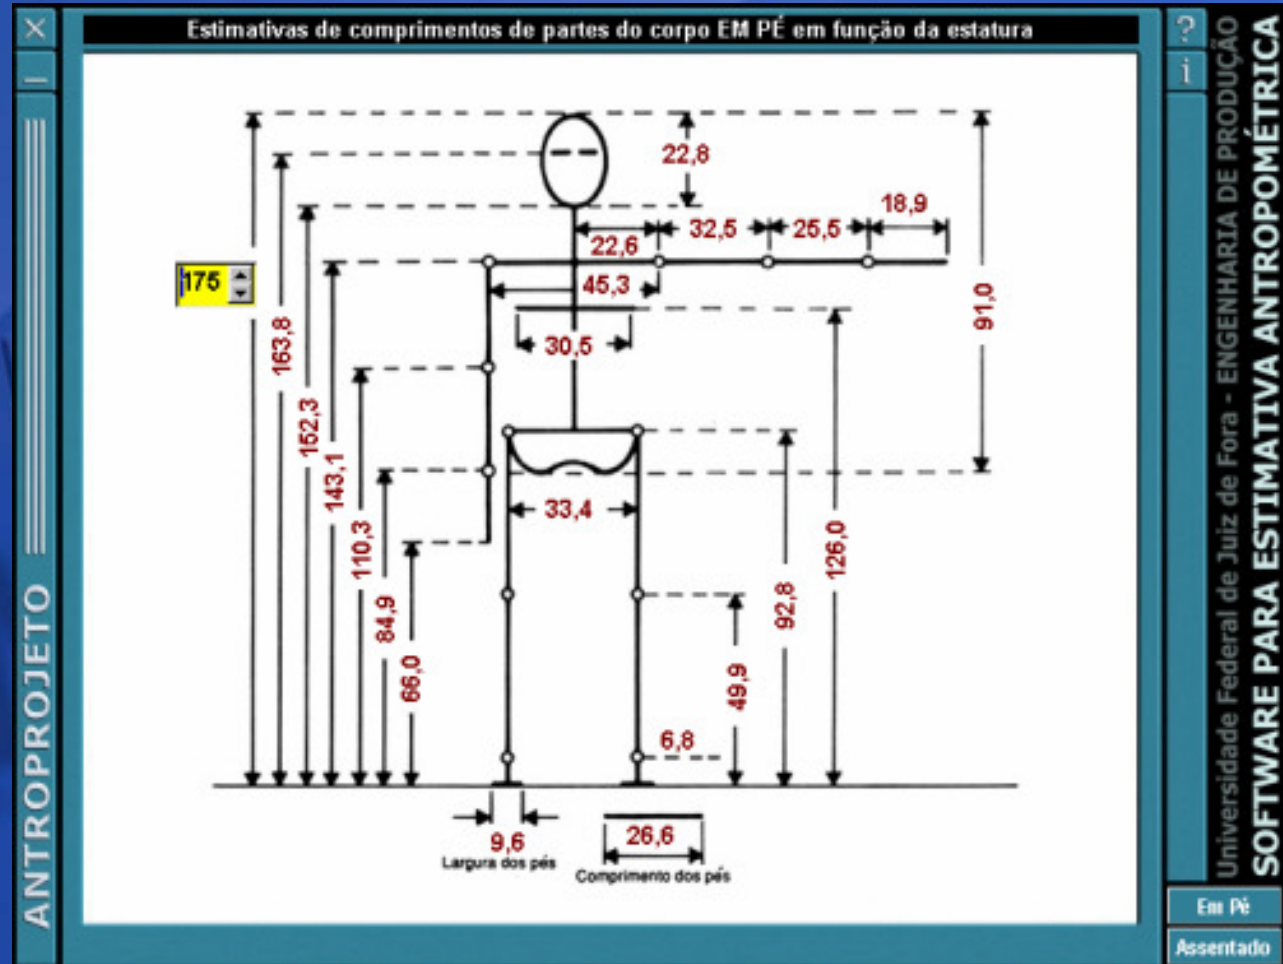 Estimativas de comprimentos de partes do corpo EM PÉ em função da estatura
22,8
18,9
32,5
25,5
22,6
175
45,3
91,0
163,8
30,5
152,3
143,1
33,4
110,3
126,0
92,8
84,9
66,0
49,9
6,8
9,6
Largura dos pés
26,6
Comprimento dos pés
ANTROPROJETO
?
i
Universidade Federal de Juiz de Fora - ENGENHARIA DE PRODUÇÃO
SOFTWARE PARA ESTIMATIVA ANTROPOMÉTRICA
Em Pé
Assentado